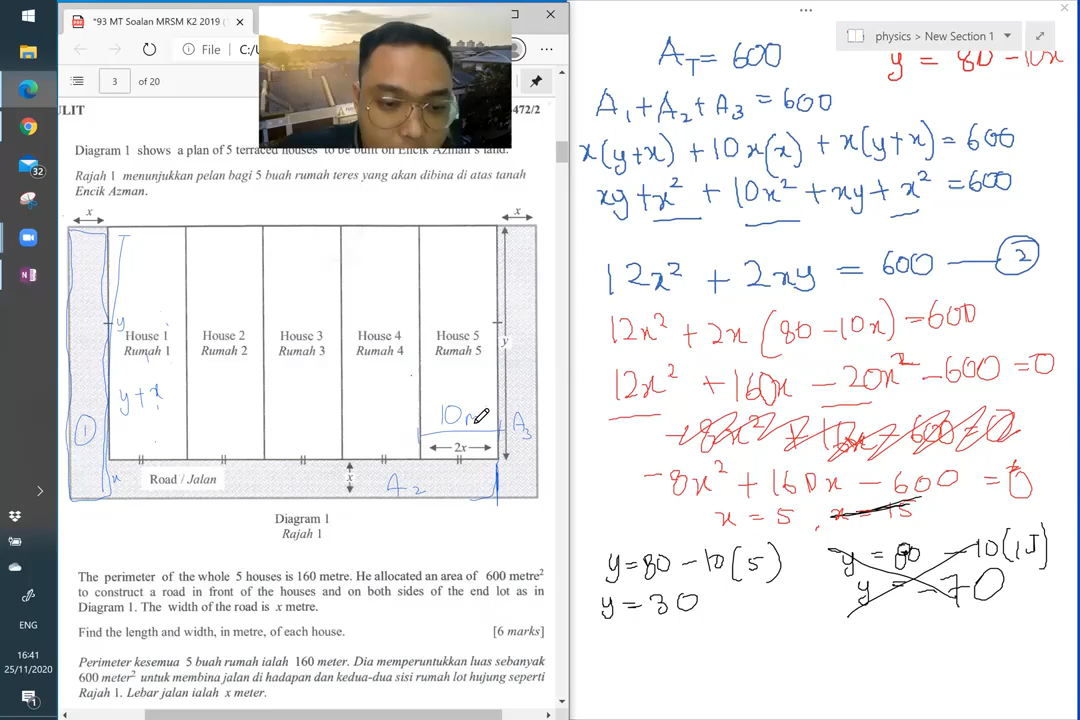 *93 MT Soalan MRSM K2 2019 (
File
C:/U
3 of 20
ULIT
472/2
Diagram 1 shows a plan of 5 terraced houses to be built on Encik Azman's land.
Rajah 1 menunjukkan pelan bagi 5 buah rumah teres yang akan dibina di atas tanah
Encik Azman.
x
x
y
House 1
Rumah 1
House 2
Rumah 2
House 3
Rumah 3
House 4
Rumah 4
House 5
Rumah 5
y
y + x
10m
A3
1
2x
x
Road / Jalan
x
A2
Diagram 1
Rajah 1
The perimeter of the whole 5 houses is 160 metre. He allocated an area of 600 metre²
to construct a road in front of the houses and on both sides of the end lot as in
Diagram 1. The width of the road is x metre.
Find the length and width, in metre, of each house. [6 marks]
Perimeter kesemua 5 buah rumah ialah 160 meter. Dia memperuntukkan luas sebanyak
600 meter² untuk membina jalan di hadapan dan kedua-dua sisi rumah lot hujung seperti
Rajah 1. Lebar jalan ialah x meter.
32
ENG
16:41
25/11/2020
1
physics > New Section 1
AT = 600
y = 80 - 10x
A1 + A2 + A3 = 600
x(y+x) + 10x(x) + x(y+x) = 600
xy + x² + 10x² + xy + x² = 600
12x² + 2xy = 600 — 2
12x² + 2x (80 - 10x) = 600
12x² + 160x - 20x² - 600 = 0
-8x² + 160x - 600 = 0
x = 5 , x = 15
y = 80 - 10(5)
y = 30
y = 80 - 10(15)
y = -70